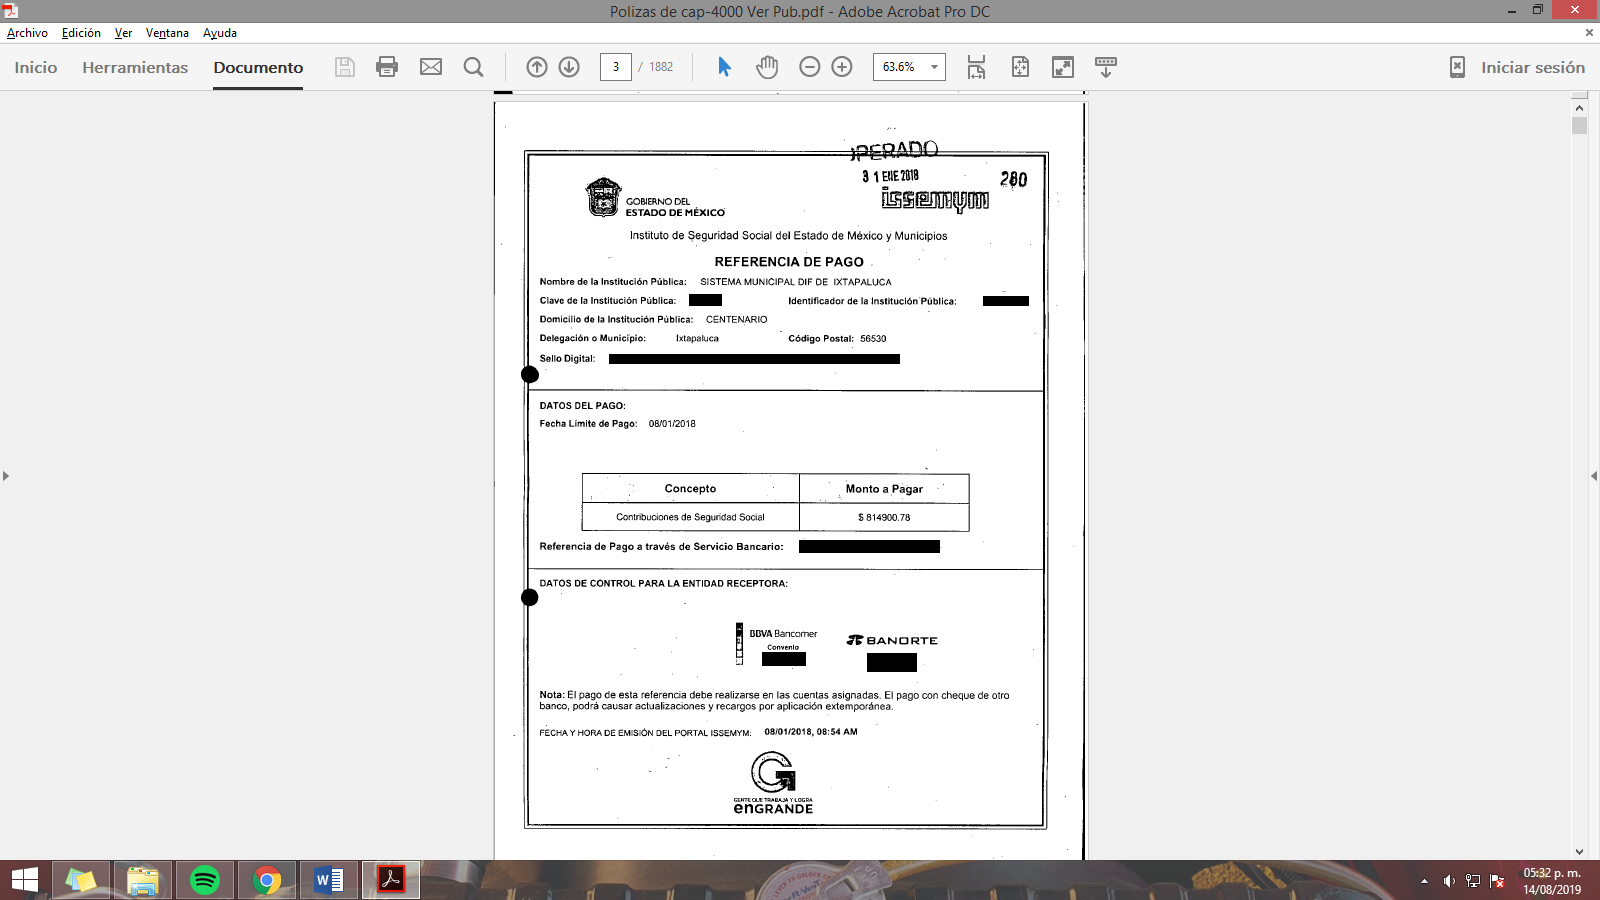 Polizas de cap-4000 Ver Pub.pdf - Adobe Acrobat Pro DC
Archivo Edición Ver Ventana Ayuda
Inicio Herramientas Documento 3 / 1882 63.6% Iniciar sesión
PERADO
3 1 ENE 2018 280
issemym
GOBIERNO DEL
ESTADO DE MÉXICO
Instituto de Seguridad Social del Estado de México y Municipios
REFERENCIA DE PAGO
Nombre de la Institución Pública: SISTEMA MUNICIPAL DIF DE IXTAPALUCA
Clave de la Institución Pública: Identificador de la Institución Pública:
Domicilio de la Institución Pública: CENTENARIO
Delegación o Municipio: Ixtapaluca Código Postal: 56530
Sello Digital:
DATOS DEL PAGO:
Fecha Límite de Pago: 08/01/2018
Concepto Monto a Pagar
Contribuciones de Seguridad Social $ 814900.78
Referencia de Pago a través de Servicio Bancario:
DATOS DE CONTROL PARA LA ENTIDAD RECEPTORA:
BBVA Bancomer BANORTE
Convenio
Nota: El pago de esta referencia debe realizarse en las cuentas asignadas. El pago con cheque de otro
banco, podrá causar actualizaciones y recargos por aplicación extemporánea.
FECHA Y HORA DE EMISIÓN DEL PORTAL ISSEMYM: 08/01/2018, 08:54 AM
GENTE QUE TRABAJA Y LOGRA
enGRANDE
05:32 p. m.
14/08/2019